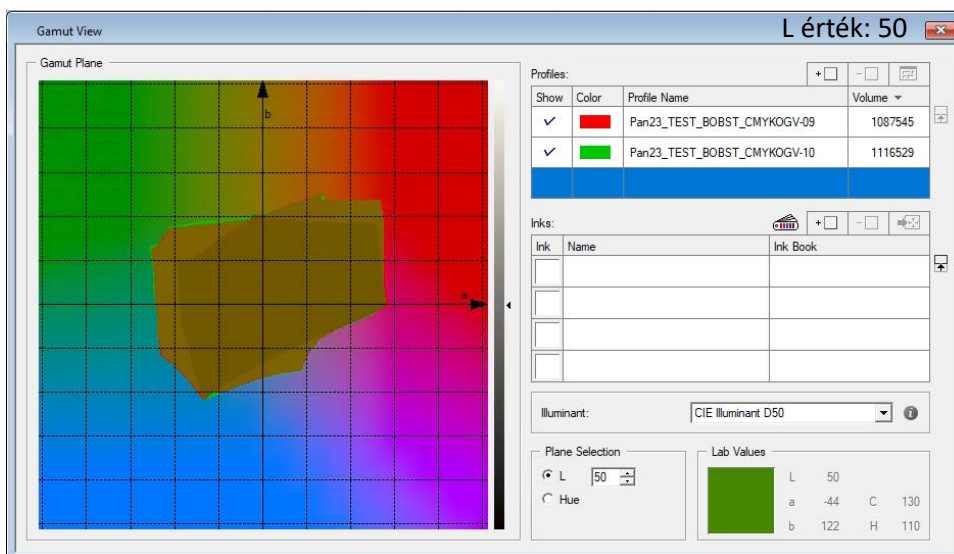 L érték: 50
Gamut View
Gamut Plane
b
a
Profiles:
Show Color Profile Name Volume
Pan23_TEST_BOBST_CMYKOGV-09 1087545
Pan23_TEST_BOBST_CMYKOGV-10 1116529
Inks:
Ink Name Ink Book
Illuminant: CIE Illuminant D50
Plane Selection
L 50
Hue
Lab Values
L 50
a -44 C 130
b 122 H 110